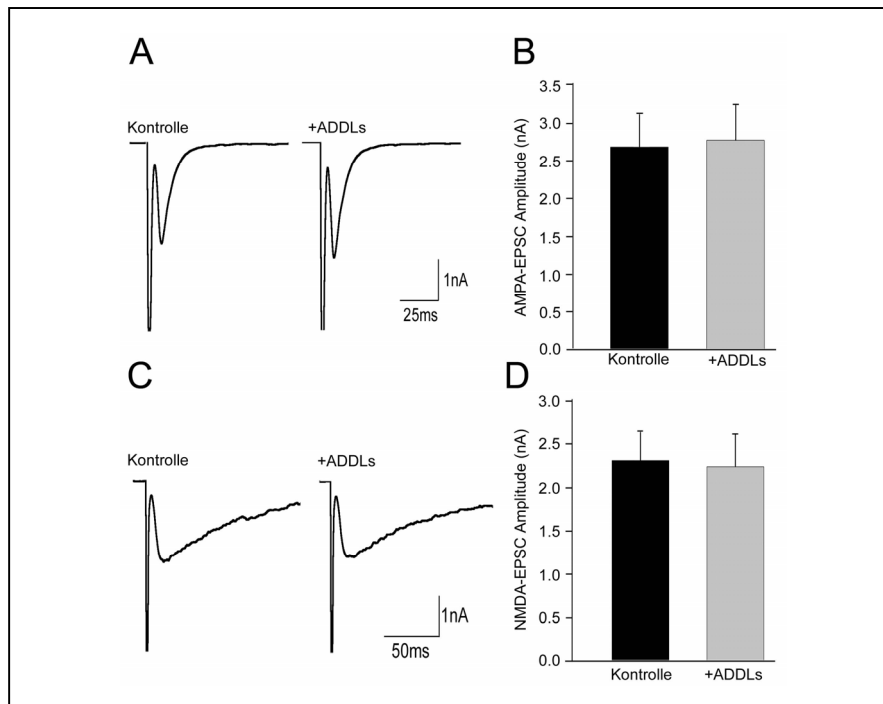 A
Kontrolle
+ADDLs
1nA
25ms
B
AMPA-EPSC Amplitude (nA)
3.5
3.0
2.5
2.0
1.5
1.0
0.5
0.0
Kontrolle
+ADDLs
C
Kontrolle
+ADDLs
1nA
50ms
D
NMDA-EPSC Amplitude (nA)
3.0
2.5
2.0
1.5
1.0
0.5
0.0
Kontrolle
+ADDLs